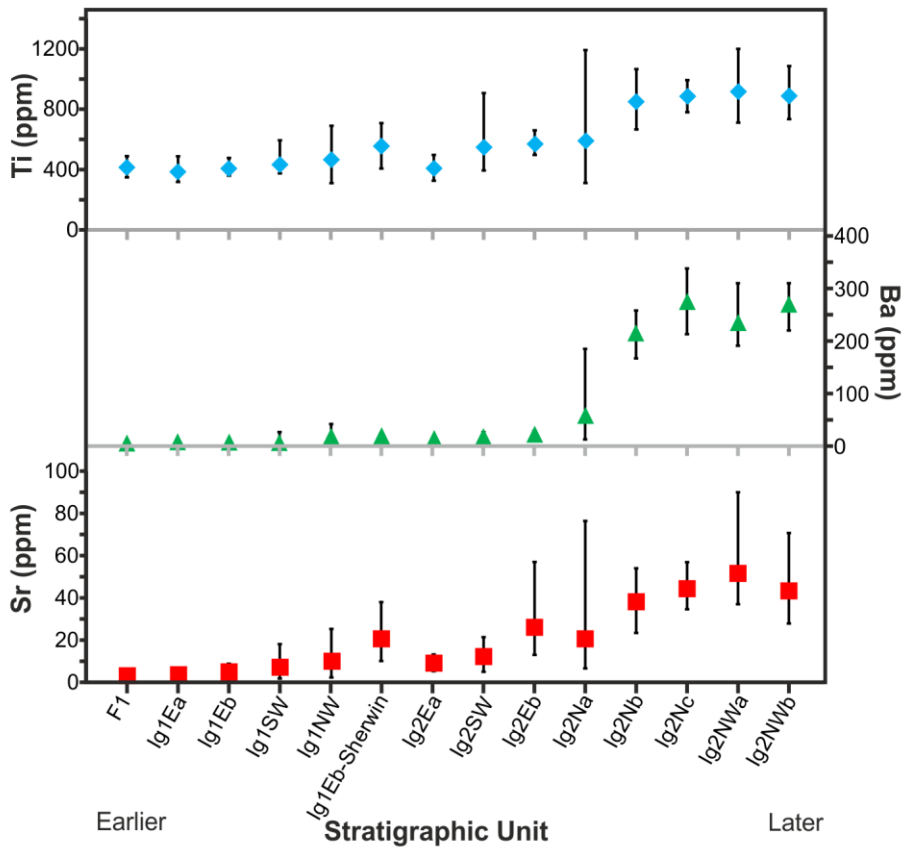 Ti (ppm)
1200
800
400
0
400
300
200
100
0
Ba (ppm)
Sr (ppm)
100
80
60
40
20
0
F1
Ig1Ea
Ig1Eb
Ig1SW
Ig1NW
Ig1Eb-Sherwin
Ig2Ea
Ig2SW
Ig2Eb
Ig2Na
Ig2Nb
Ig2Nc
Ig2NWa
Ig2NWb
Earlier
Stratigraphic Unit
Later